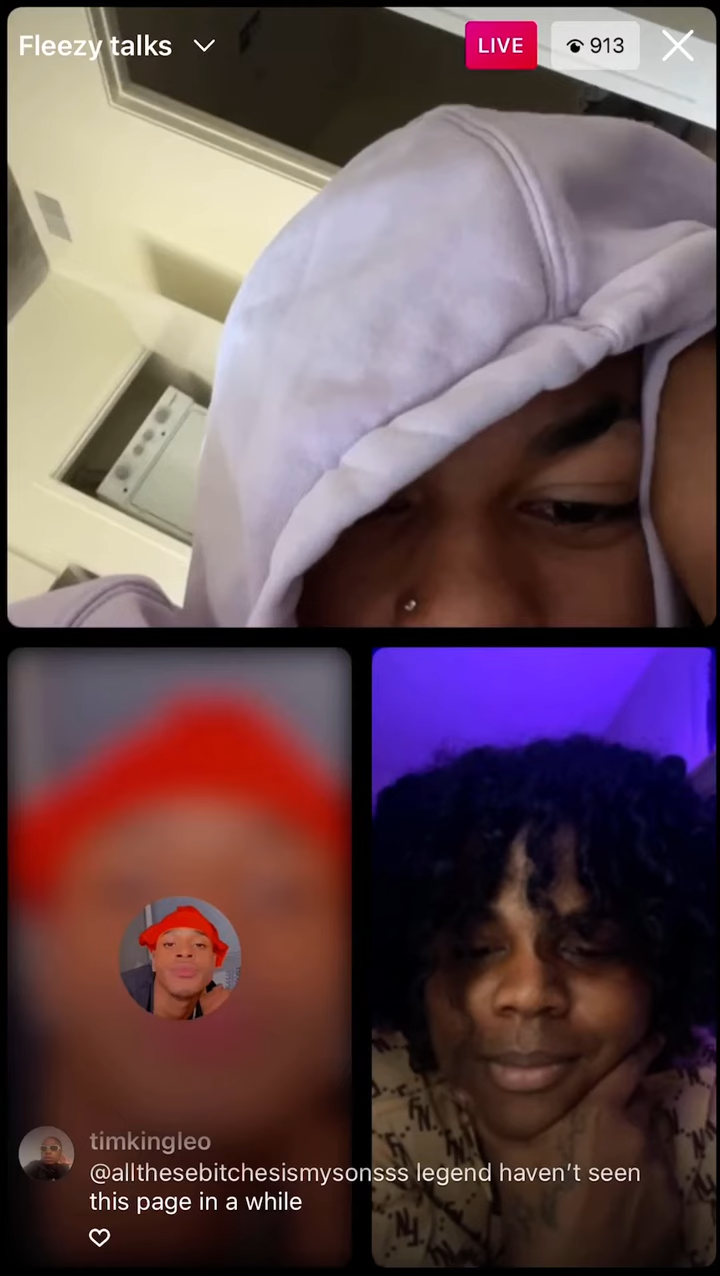 Fleezy talks
LIVE
913
timkingleo
@allthesebitchesismysonsss legend haven’t seen
this page in a while